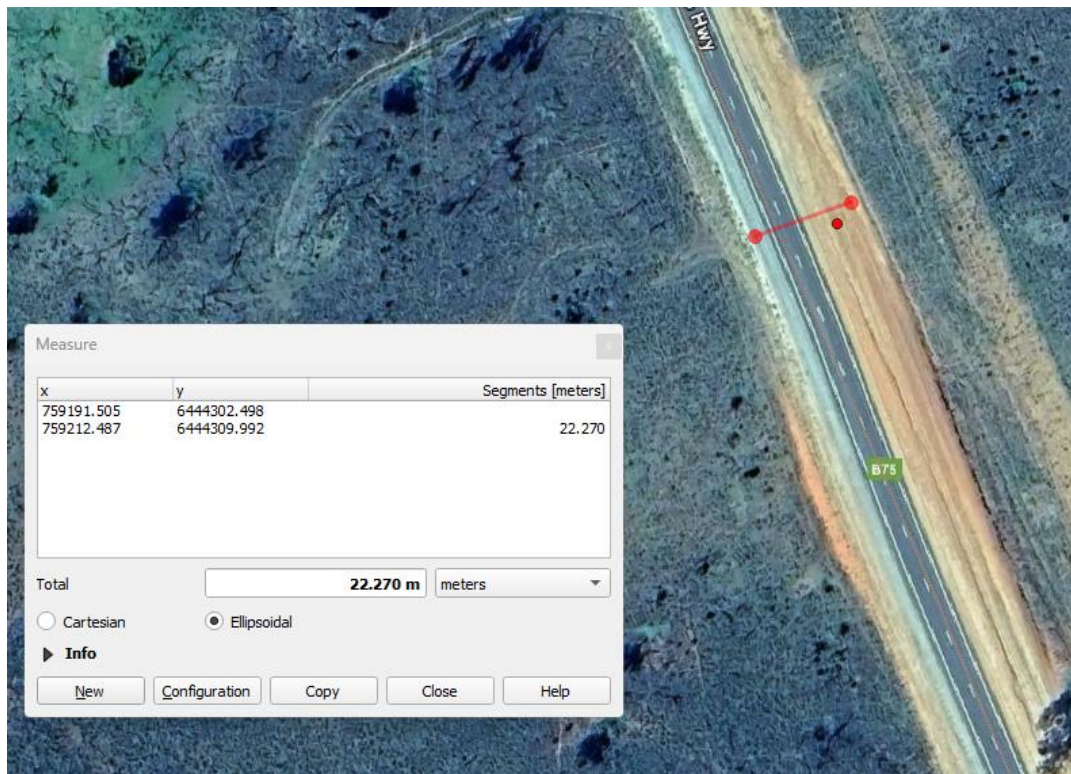 Hwy
Measure
x y Segments [meters]
759191.505 6444302.498
759212.487 6444309.992 22.270
B75
Total 22.270 m meters
Cartesian Ellipsoidal
Info
New Configuration Copy Close Help